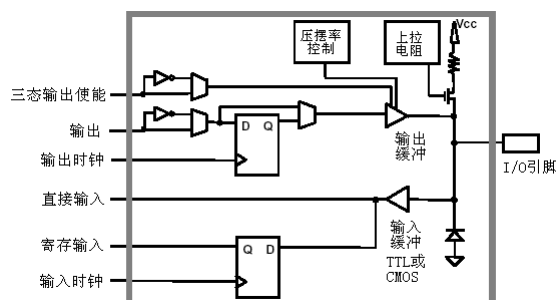 压摆率
控制
上拉
电阻
Vcc
三态输出使能
输出
D Q
输出时钟
输出
缓冲
I/O引脚
直接输入
输入
缓冲
TTL或
CMOS
寄存输入
Q D
输入时钟